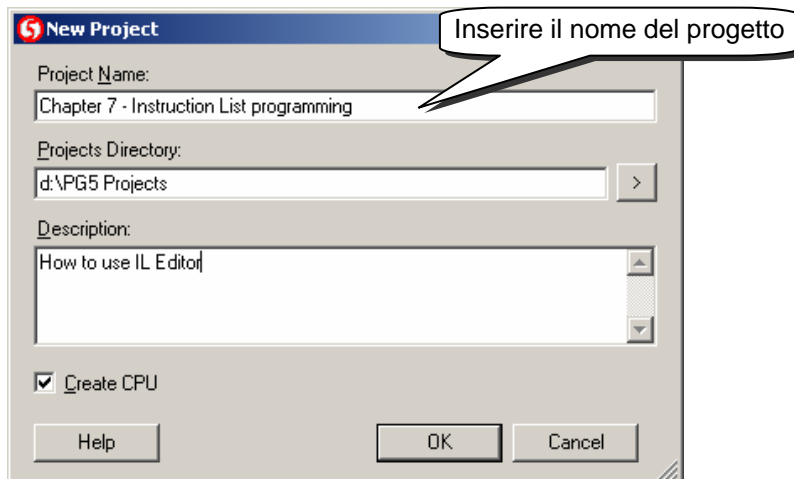 New Project
Inserire il nome del progetto
Project Name:
Chapter 7 - Instruction List programming
Projects Directory:
d:\PG5 Projects
>
Description:
How to use IL Editor
Create CPU
Help
OK
Cancel